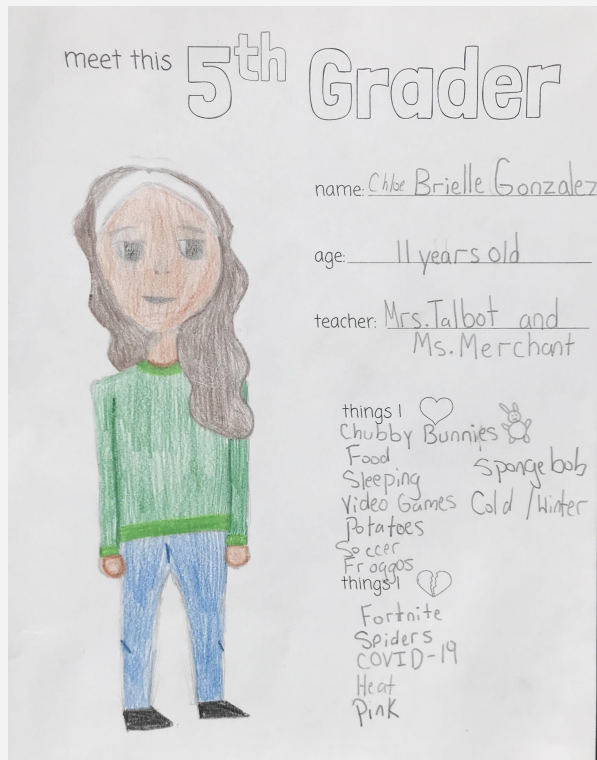 meet this 5th Grader
name: Chloe Brielle Gonzalez
age: 11 years old
teacher: Mrs. Talbot and
Ms. Merchant
things I
Chubby Bunnies
Food
Spongebob
Sleeping
Video Games Cold / Winter
Potatoes
Soccer
Froggos
things I
Fortnite
Spiders
COVID-19
Heat
Pink